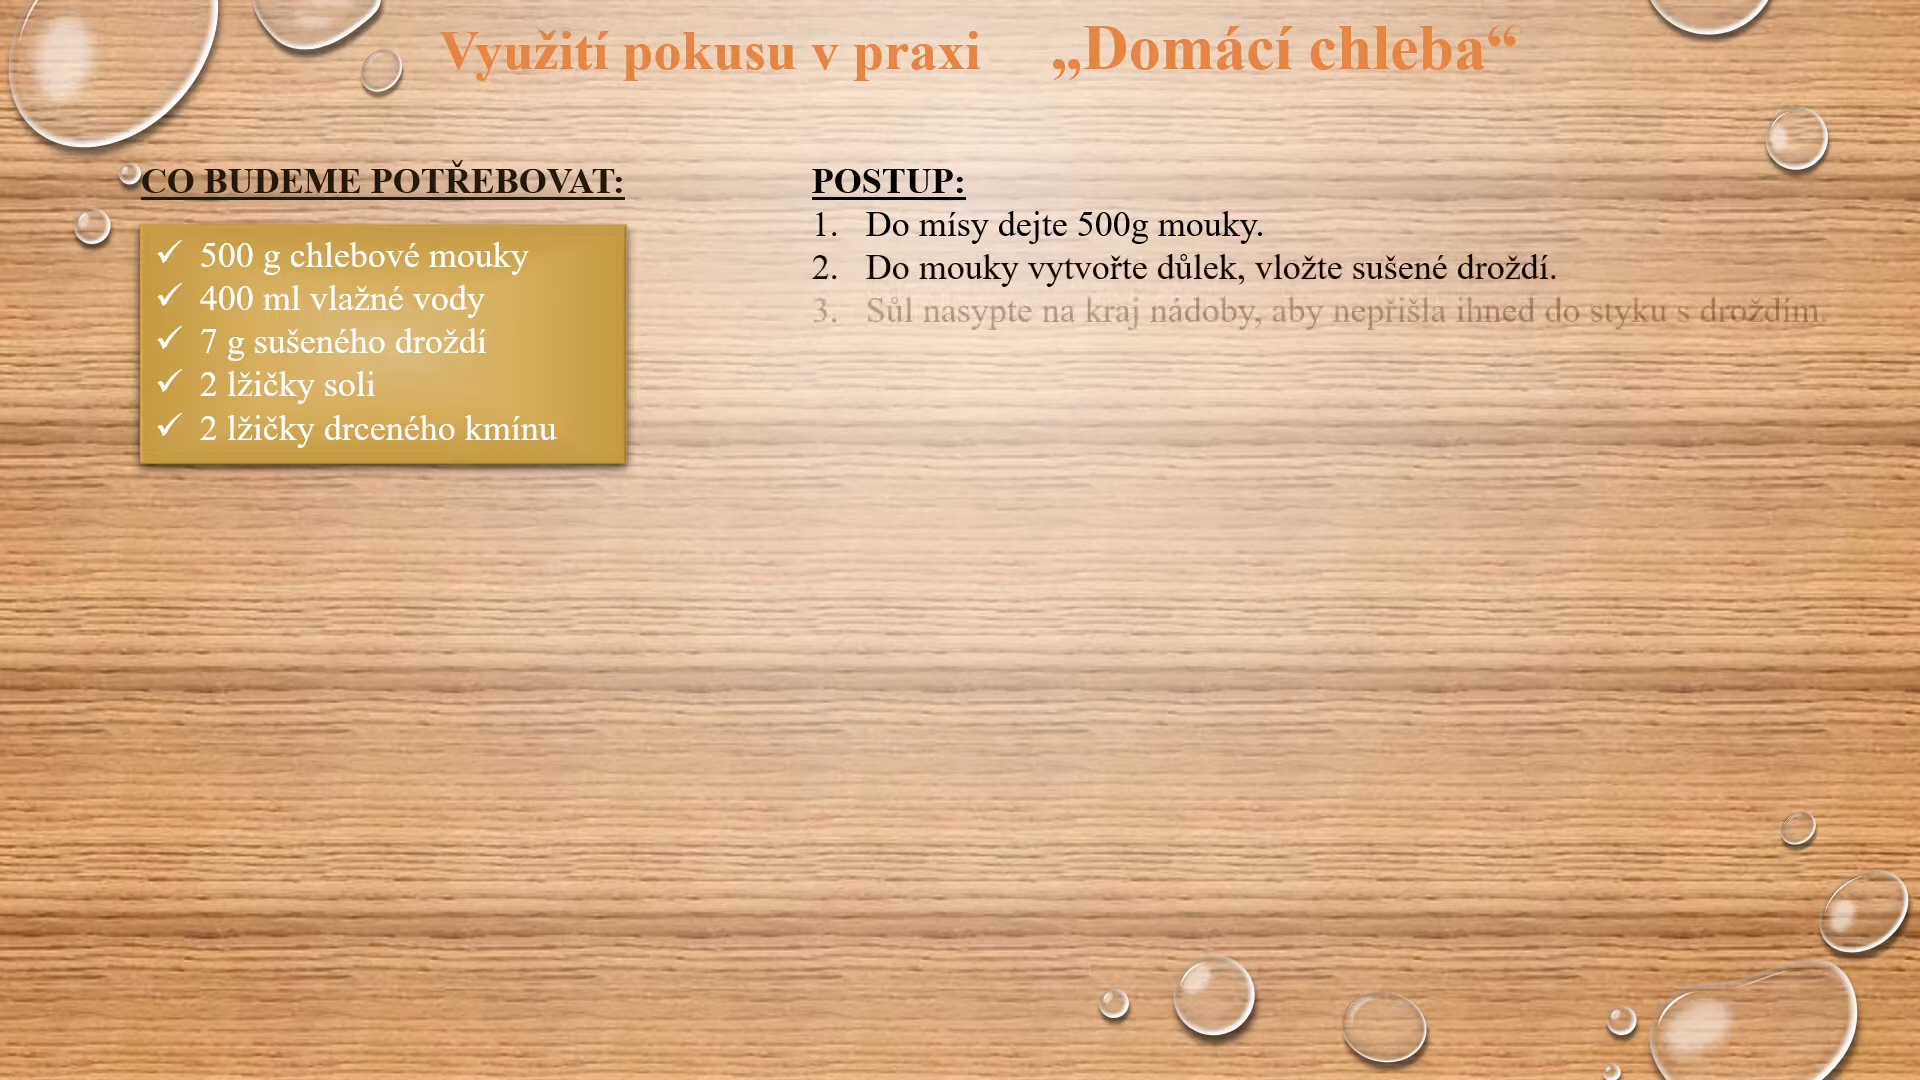 Využití pokusu v praxi „Domácí chleba“
CO BUDEME POTŘEBOVAT:
✓ 500 g chlebové mouky
✓ 400 ml vlažné vody
✓ 7 g sušeného droždí
✓ 2 lžičky soli
✓ 2 lžičky drceného kmínu
POSTUP:
1. Do mísy dejte 500g mouky.
2. Do mouky vytvořte důlek, vložte sušené droždí.
3. Sůl nasypte na kraj nádoby, aby nepřišla ihned do styku s droždím.